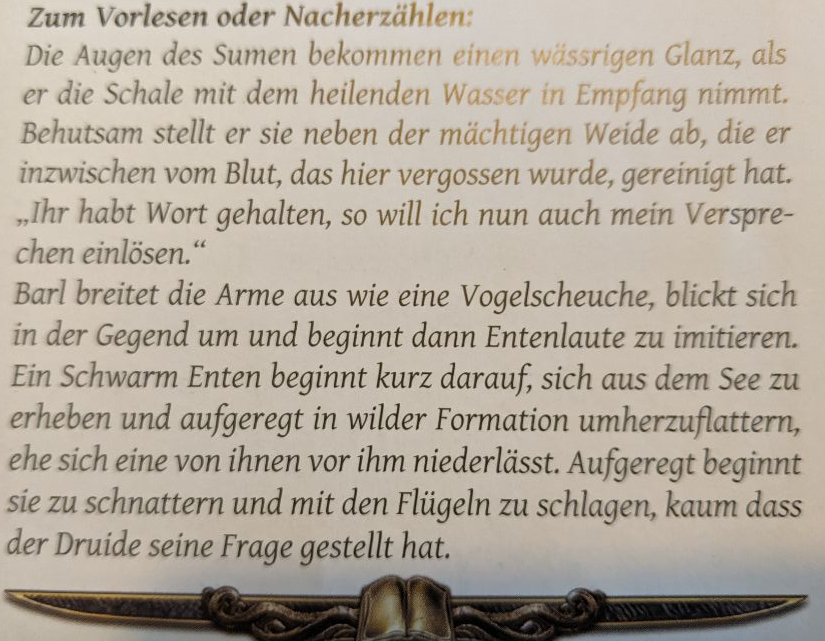 Zum Vorlesen oder Nacherzählen:
Die Augen des Sumen bekommen einen wässrigen Glanz, als
er die Schale mit dem heilenden Wasser in Empfang nimmt.
Behutsam stellt er sie neben der mächtigen Weide ab, die er
inzwischen vom Blut, das hier vergossen wurde, gereinigt hat.
„Ihr habt Wort gehalten, so will ich nun auch mein Verspre-
chen einlösen.“
Barl breitet die Arme aus wie eine Vogelscheuche, blickt sich
in der Gegend um und beginnt dann Entenlaute zu imitieren.
Ein Schwarm Enten beginnt kurz darauf, sich aus dem See zu
erheben und aufgeregt in wilder Formation umherzuflattern,
ehe sich eine von ihnen vor ihm niederlässt. Aufgeregt beginnt
sie zu schnattern und mit den Flügeln zu schlagen, kaum dass
der Druide seine Frage gestellt hat.